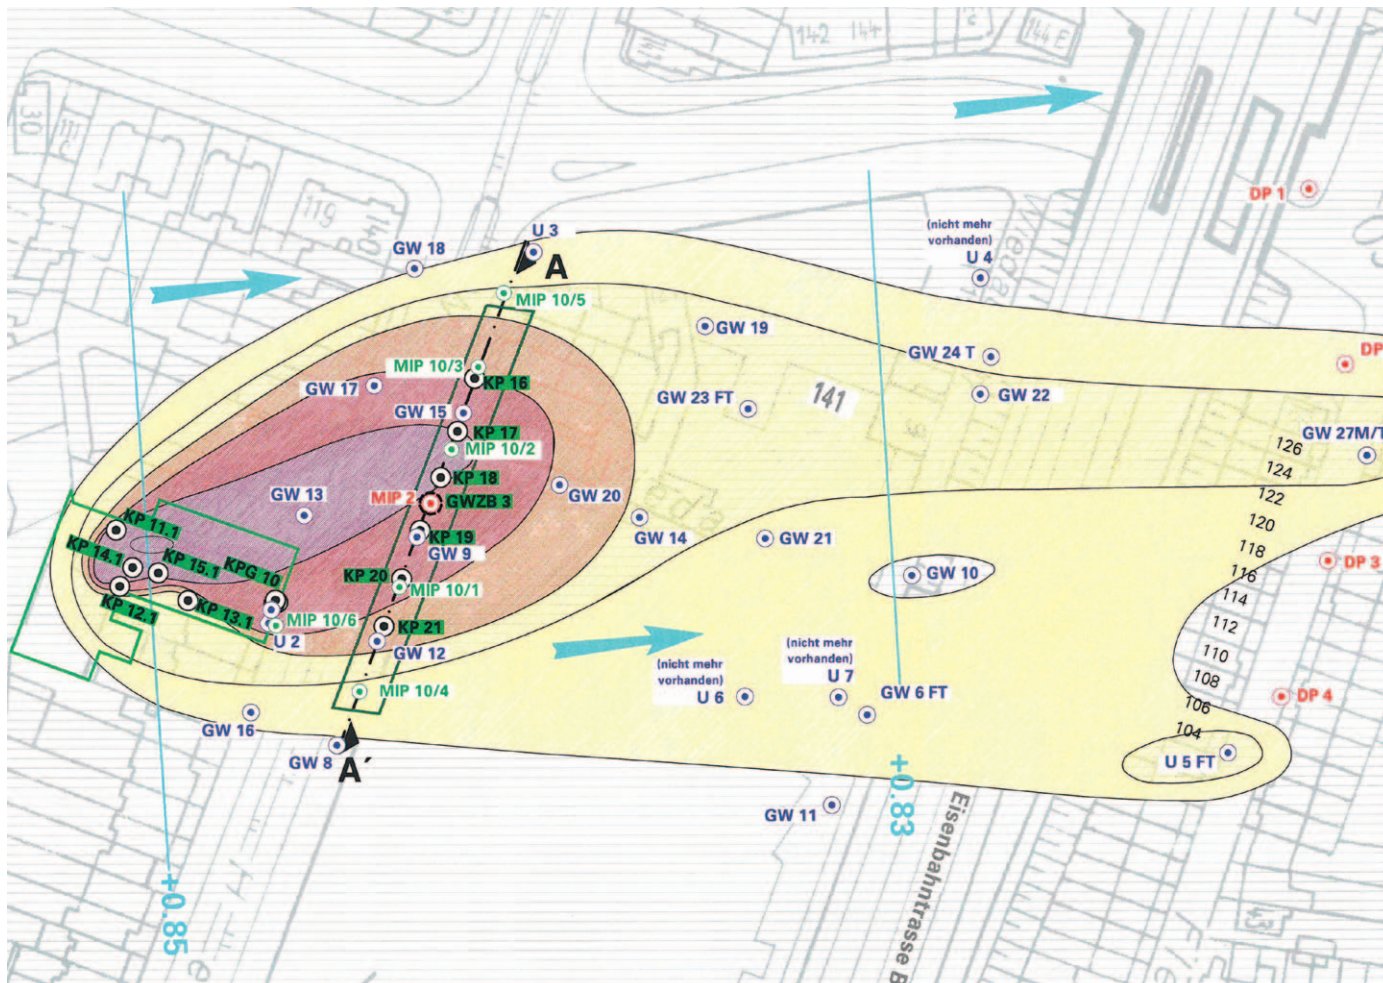 142 144
144 E
30
111
119
140
DP 1
(nicht mehr
vorhanden)
U 4
U 3
GW 18
A
MIP 10/5
GW 19
GW 24 T
DP
MIP 10/3
KP 16
GW 17
GW 22
GW 15
GW 23 FT
141
KP 17
GW 27M/T
MIP 10/2
126
KP 18
124
MIP 2
GWZB 3
GW 20
122
GW 13
GW 14
120
KP 11.1
KP 19
GW 9
GW 21
118
KP 14.1
KP 15.1
KPG 10
KP 20
GW 10
116
DP 3
MIP 10/1
114
KP 12.1
KP 13.1
MIP 10/6
U 2
KP 21
112
GW 12
110
(nicht mehr
vorhanden)
U 7
(nicht mehr
vorhanden)
U 6
MIP 10/4
GW 6 FT
108
DP 4
106
GW 16
104
GW 8
A´
U 5 FT
+0.83
GW 11
Eisenbahntrasse B
+0.85
43